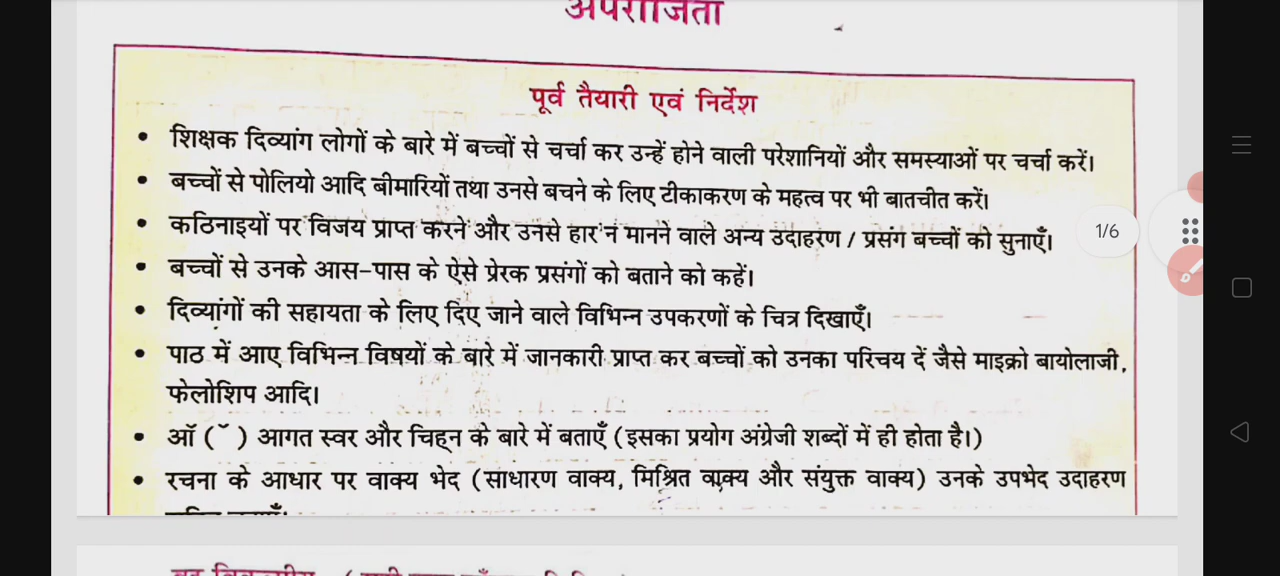 अपराजिता
पूर्व तैयारी एवं निर्देश
• शिक्षक दिव्यांग लोगों के बारे में बच्चों से चर्चा कर उन्हें होने वाली परेशानियों और समस्याओं पर चर्चा करें।
• बच्चों से पोलियो आदि बीमारियों तथा उनसे बचने के लिए टीकाकरण के महत्व पर भी बातचीत करें।
• कठिनाइयों पर विजय प्राप्त करने और उनसे हार न मानने वाले अन्य उदाहरण / प्रसंग बच्चों को सुनाएँ।
1/6
• बच्चों से उनके आस-पास के ऐसे प्रेरक प्रसंगों को बताने को कहें।
• दिव्यांगों की सहायता के लिए दिए जाने वाले विभिन्न उपकरणों के चित्र दिखाएँ।
• पाठ में आए विभिन्न विषयों के बारे में जानकारी प्राप्त कर बच्चों को उनका परिचय दें जैसे माइक्रो बायोलाजी,
फेलोशिप आदि।
• ऑ (ˇ) आगत स्वर और चिह्न के बारे में बताएँ (इसका प्रयोग अंग्रेजी शब्दों में ही होता है।)
• रचना के आधार पर वाक्य भेद (साधारण वाक्य, मिश्रित वाक्य और संयुक्त वाक्य) उनके उपभेद उदाहरण